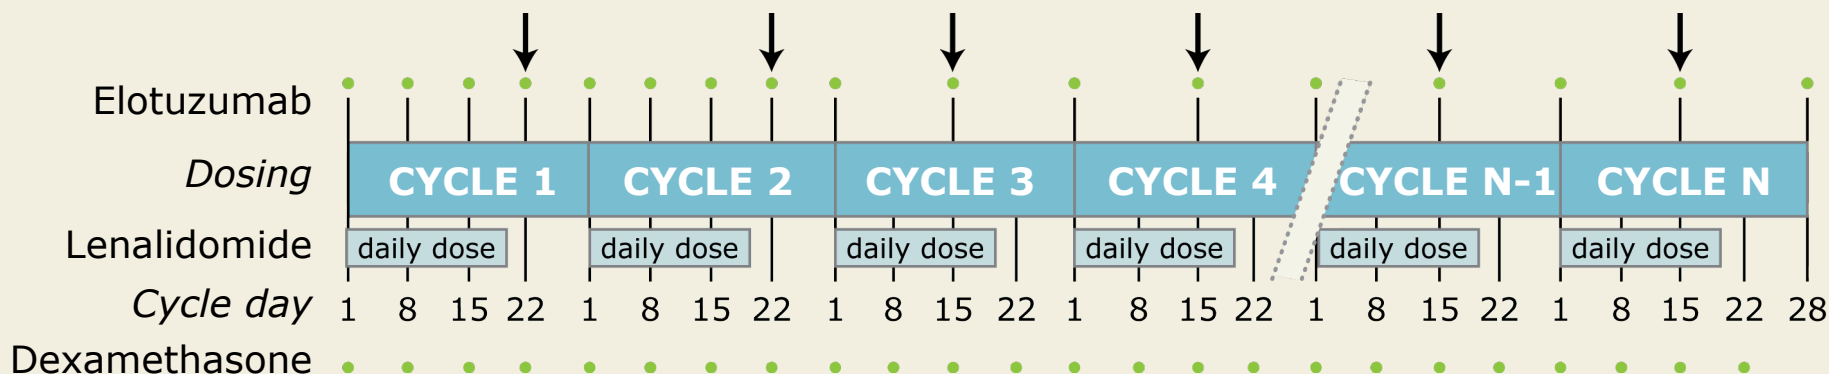 Elotuzumab
Dosing CYCLE 1 CYCLE 2 CYCLE 3 CYCLE 4 CYCLE N-1 CYCLE N
Lenalidomide daily dose daily dose daily dose daily dose daily dose daily dose
Cycle day 1 8 15 22 1 8 15 22 1 8 15 22 1 8 15 22 1 8 15 22 1 8 15 22 28
Dexamethasone